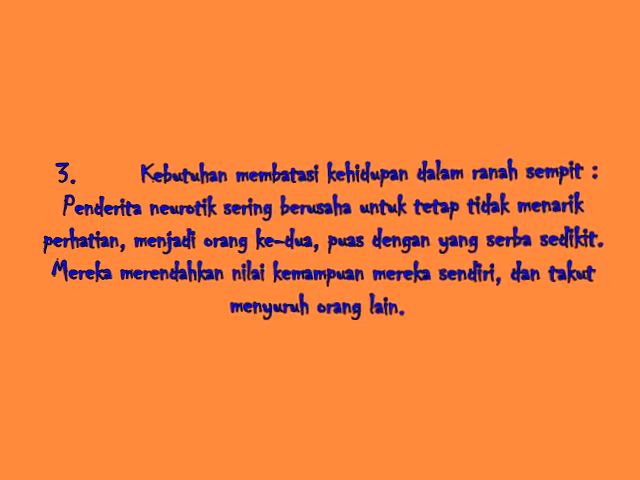 3. Kebutuhan membatasi kehidupan dalam ranah sempit :
Penderita neurotik sering berusaha untuk tetap tidak menarik
perhatian, menjadi orang ke-dua, puas dengan yang serba sedikit.
Mereka merendahkan nilai kemampuan mereka sendiri, dan takut
menyuruh orang lain.